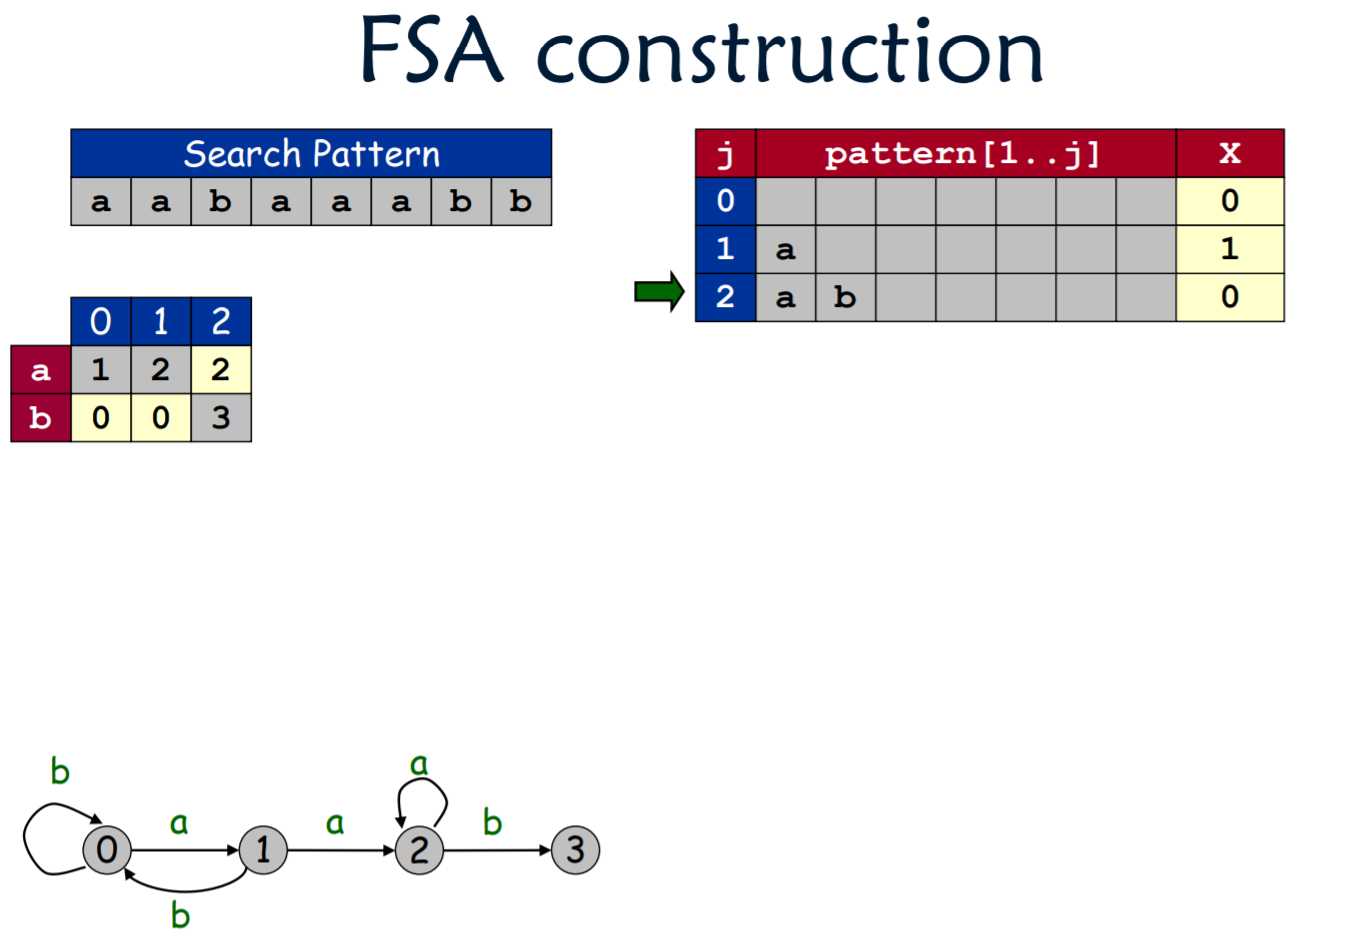 FSA construction
Search Pattern
a a b a a a b b
j pattern[1..j] X
0 0
1 a 1
2 a b 0
0 1 2
a 1 2 2
b 0 0 3
b a a a b
0 1 2 3
b